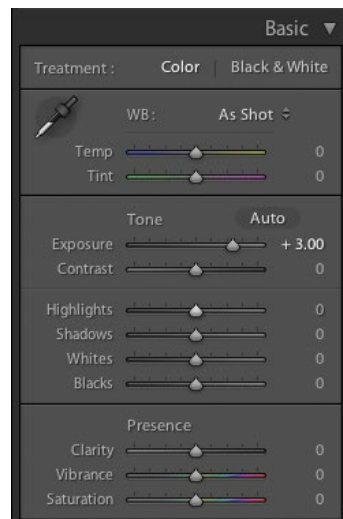 Basic
Treatment : Color Black & White
WB : As Shot
Temp 0
Tint 0
Tone Auto
Exposure + 3.00
Contrast 0
Highlights 0
Shadows 0
Whites 0
Blacks 0
Presence
Clarity 0
Vibrance 0
Saturation 0